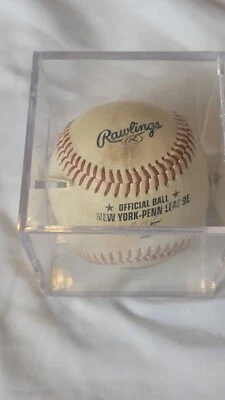 Rawlings
★ OFFICIAL BALL ★
NEW YORK-PENN LEAGUE